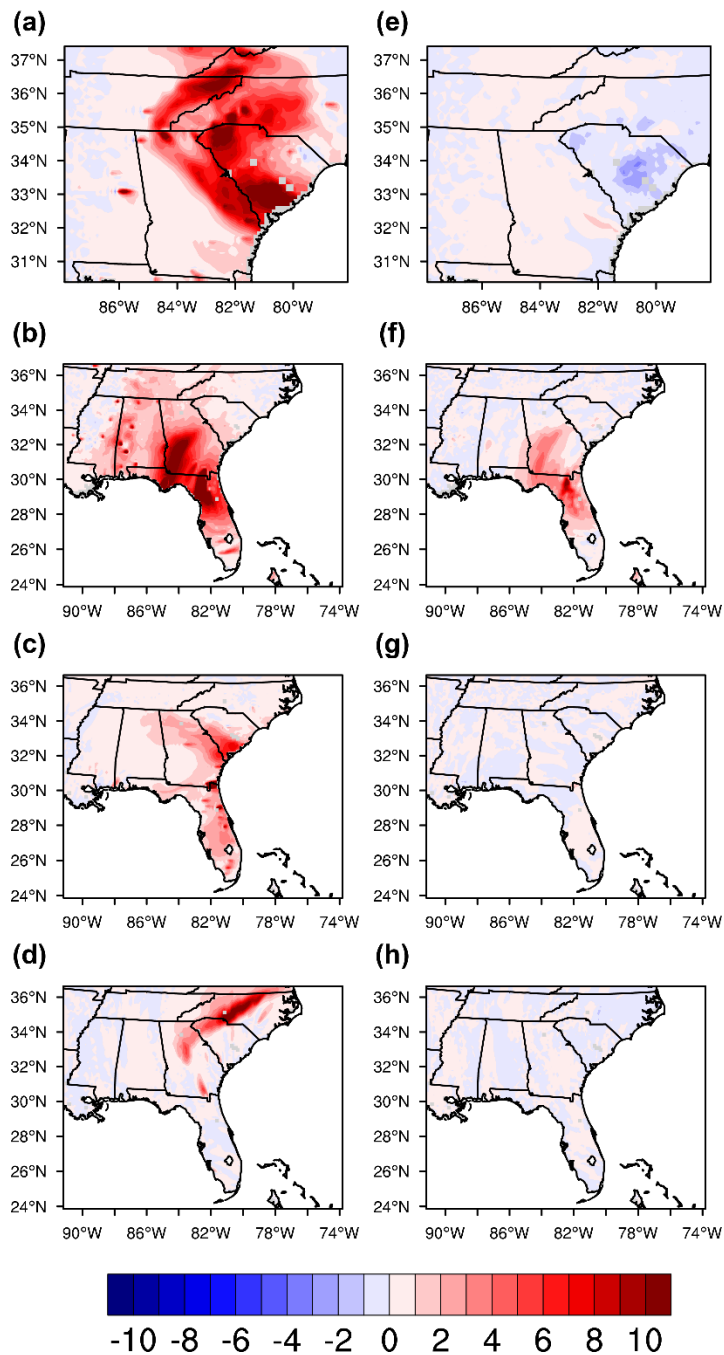 (a) (e)
37°N 37°N
36°N 36°N
35°N 35°N
34°N 34°N
33°N 33°N
32°N 32°N
31°N 31°N
86°W 84°W 82°W 80°W 86°W 84°W 82°W 80°W
(b) (f)
36°N 36°N
34°N 34°N
32°N 32°N
30°N 30°N
28°N 28°N
26°N 26°N
24°N 24°N
90°W 86°W 82°W 78°W 74°W 90°W 86°W 82°W 78°W 74°W
(c) (g)
36°N 36°N
34°N 34°N
32°N 32°N
30°N 30°N
28°N 28°N
26°N 26°N
24°N 24°N
90°W 86°W 82°W 78°W 74°W 90°W 86°W 82°W 78°W 74°W
(d) (h)
36°N 36°N
34°N 34°N
32°N 32°N
30°N 30°N
28°N 28°N
26°N 26°N
24°N 24°N
90°W 86°W 82°W 78°W 74°W 90°W 86°W 82°W 78°W 74°W
-10 -8 -6 -4 -2 0 2 4 6 8 10